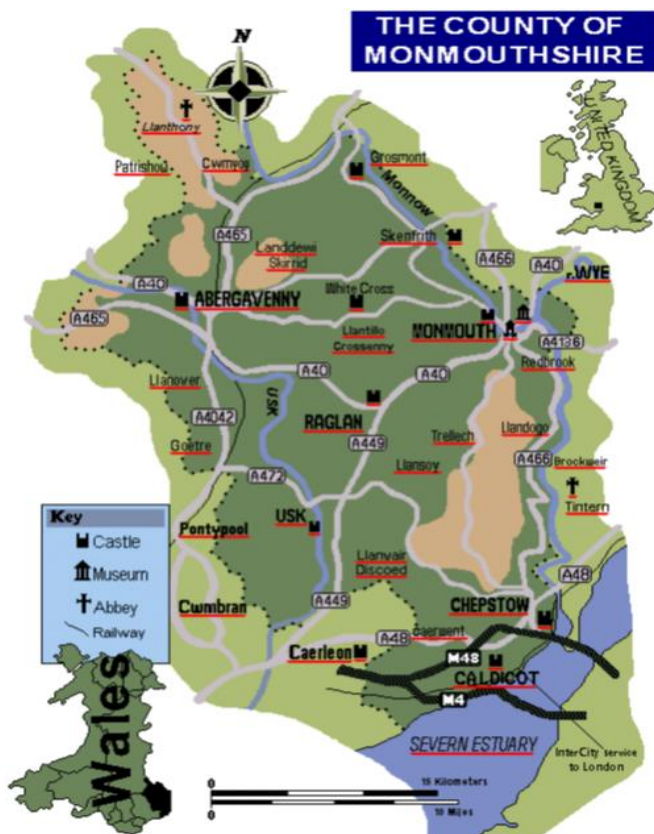 THE COUNTY OF
MONMOUTHSHIRE
N
UNITED KINGDOM
Llanthony
Patrishow
Cwmyoy
Grosmont
Monnow
Skenfrith
A465
Landdewi
Skirrid
A466
A40
r.WYE
A40
ABERGAVENNY
White Cross
A465
Llantilio
Crossenny
MONMOUTH
A4136
Redbrook
Llanover
A40
A40
USK
RAGLAN
A4042
A449
Trellech
Llandogo
Goetre
Llansoy
A466
Brockweir
A472
Tintern
Key
Castle
Museum
Abbey
Railway
Pontypool
USK
Llanvair
Discoed
A48
Cwmbran
A449
CHEPSTOW
Caerleon
A48
Caerwent
M48
CALDICOT
M4
Wales
SEVERN ESTUARY
InterCity service
to London
0
15 Kilometers
0
10 Miles